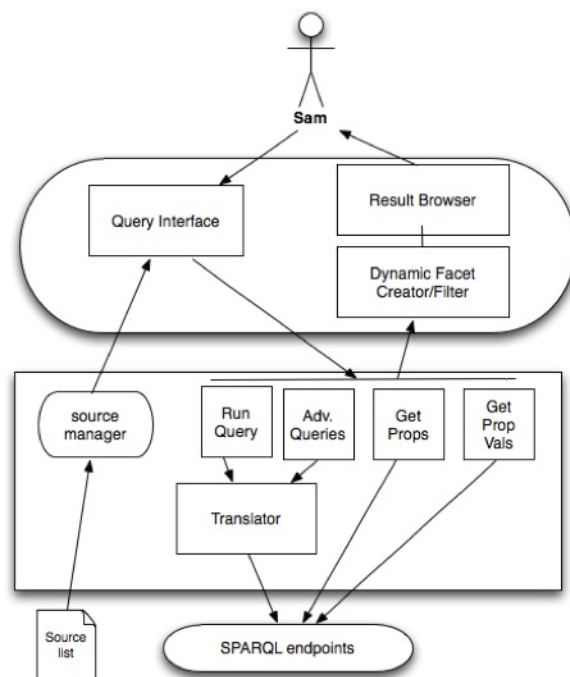 Sam
Query Interface
Result Browser
Dynamic Facet
Creator/Filter
source
manager
Run
Query
Adv.
Queries
Get
Props
Get
Prop
Vals
Translator
Source
list
SPARQL endpoints